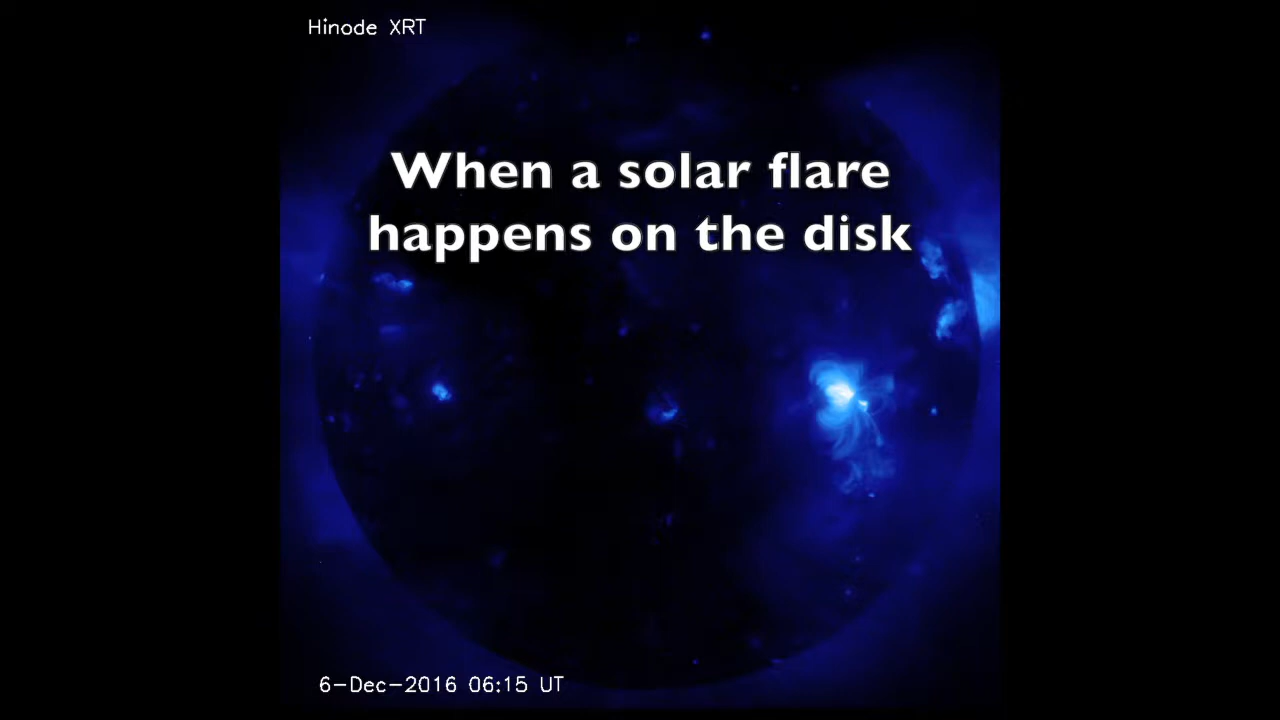 Hinode XRT
When a solar flare
happens on the disk
6-Dec-2016 06:15 UT